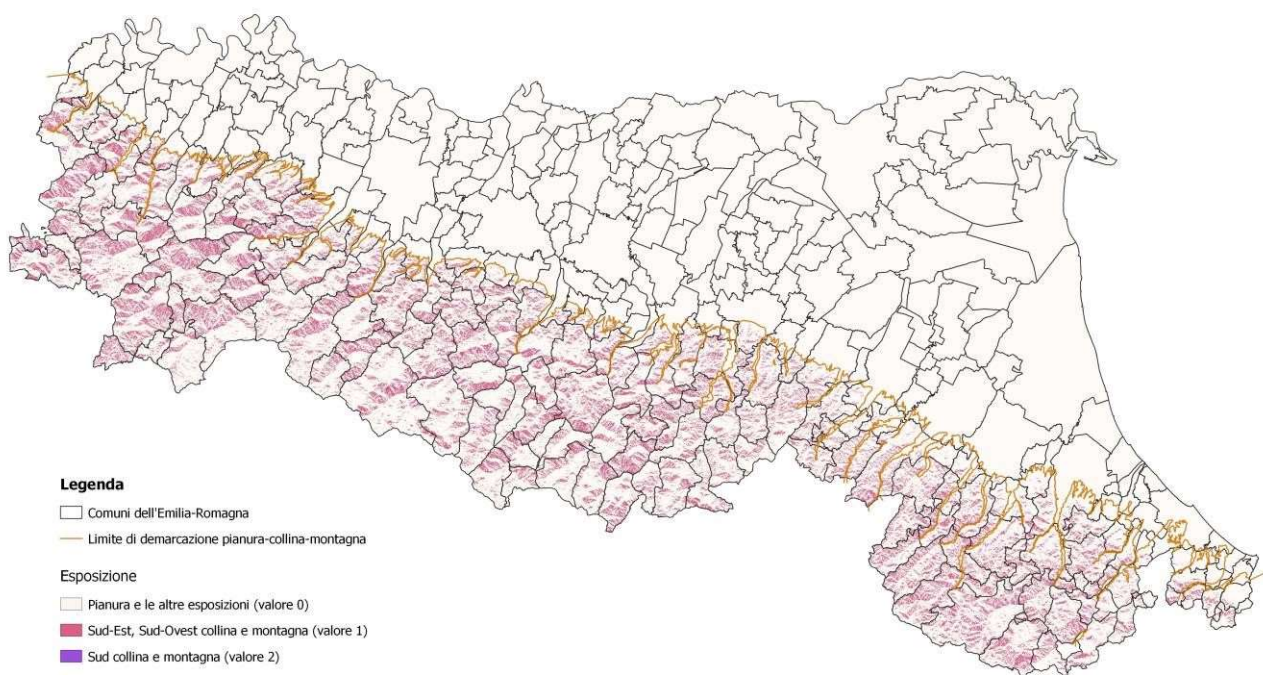 Legenda
Comuni dell'Emilia-Romagna
Limite di demarcazione pianura-collina-montagna
Esposizione
Pianura e le altre esposizioni (valore 0)
Sud-Est, Sud-Ovest collina e montagna (valore 1)
Sud collina e montagna (valore 2)